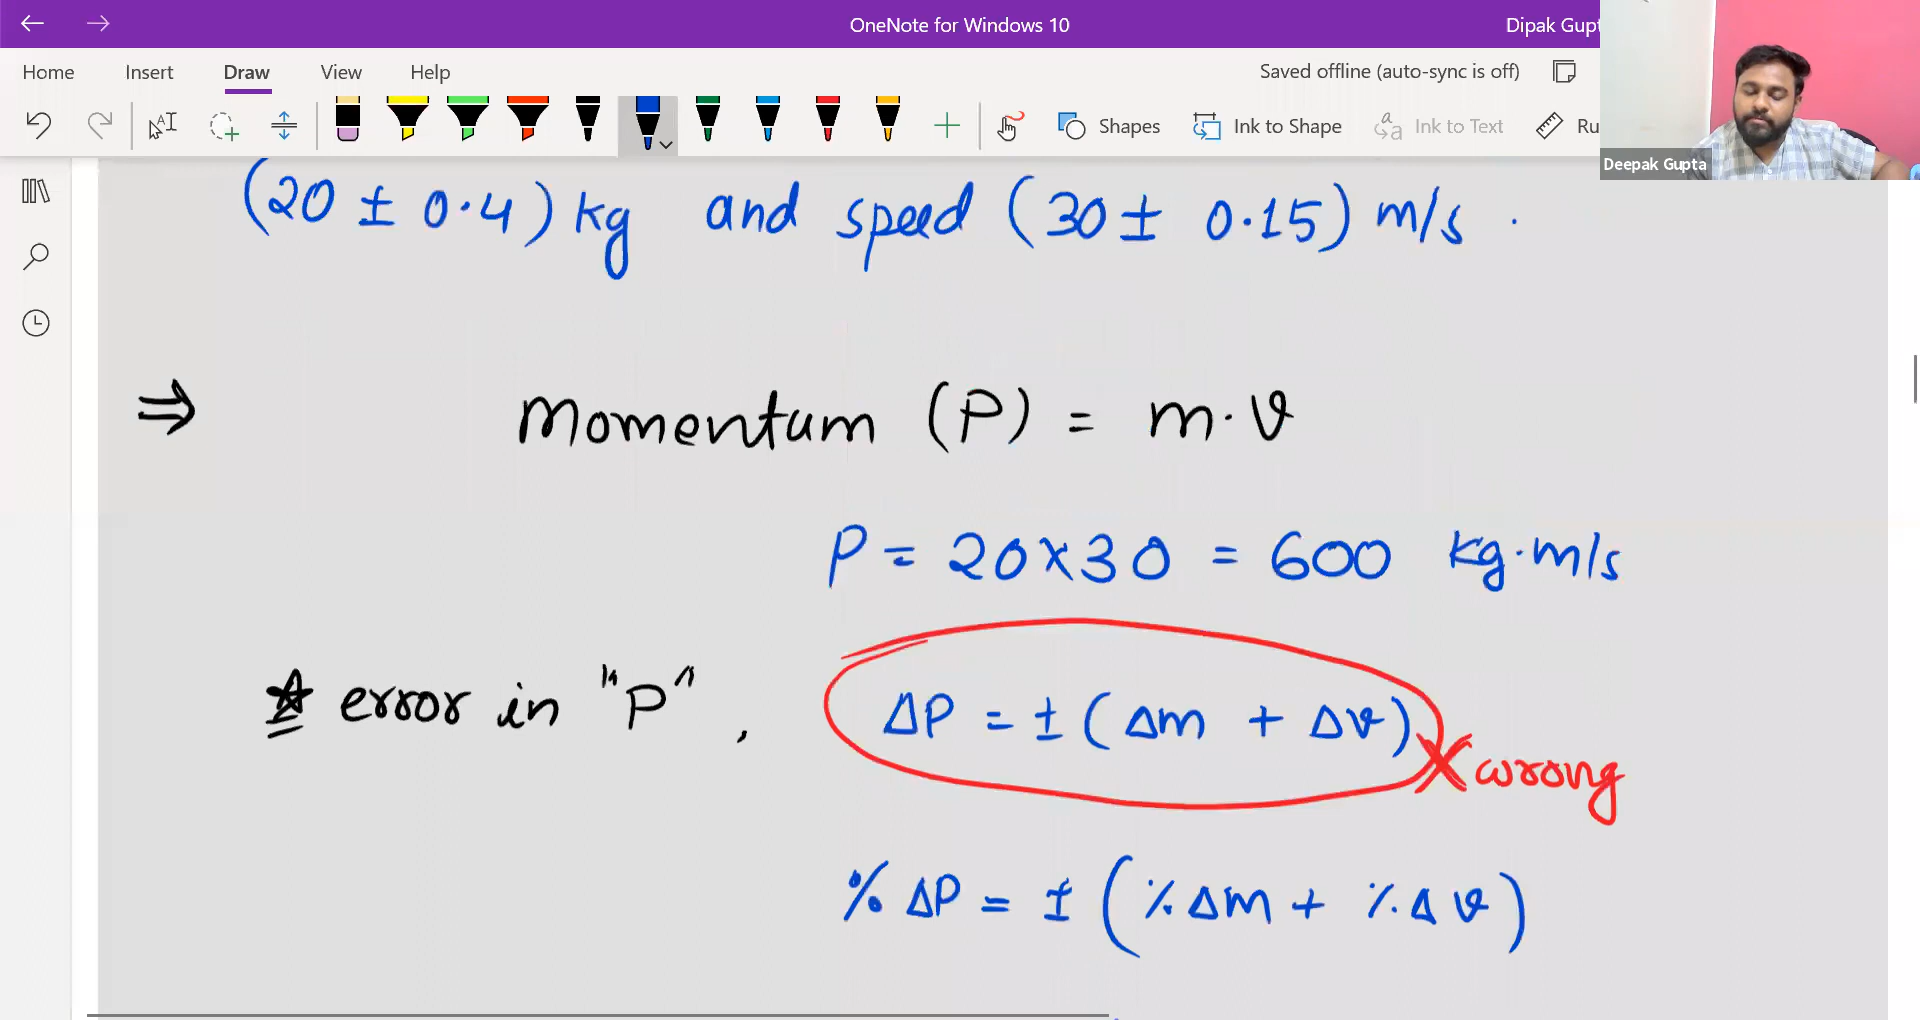 OneNote for Windows 10
Dipak Gupt
Home Insert Draw View Help
Saved offline (auto-sync is off)
Shapes Ink to Shape Ink to Text Ru
Deepak Gupta
(20 ± 0.4) kg and speed (30 ± 0.15) m/s .
⇒ Momentum (P) = m.v
P = 20×30 = 600 kg.m/s
* error in "P" , ΔP = ± (Δm + Δv) X wrong
% ΔP = ± (% Δm + % Δv)